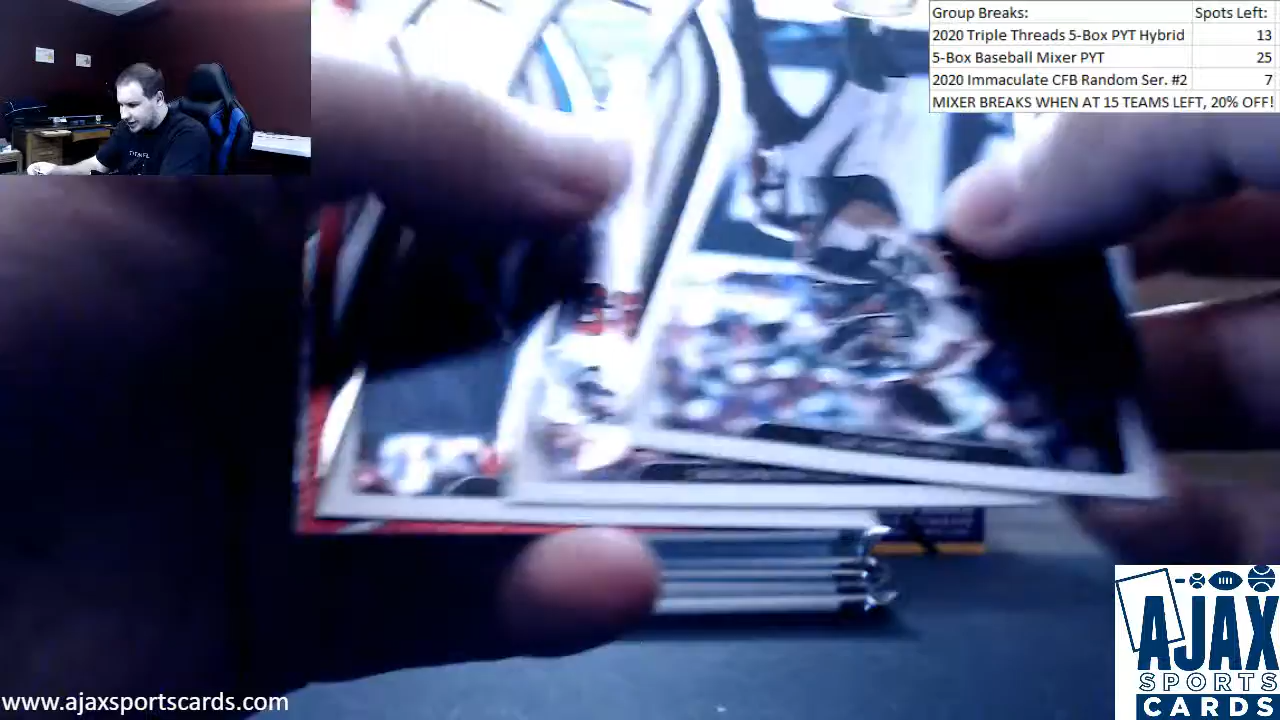 Group Breaks: Spots Left:
2020 Triple Threads 5-Box PYT Hybrid 13
5-Box Baseball Mixer PYT 25
2020 Immaculate CFB Random Ser. #2 7
MIXER BREAKS WHEN AT 15 TEAMS LEFT, 20% OFF!
AJAX
SPORTS
CARDS
www.ajaxsportscards.com